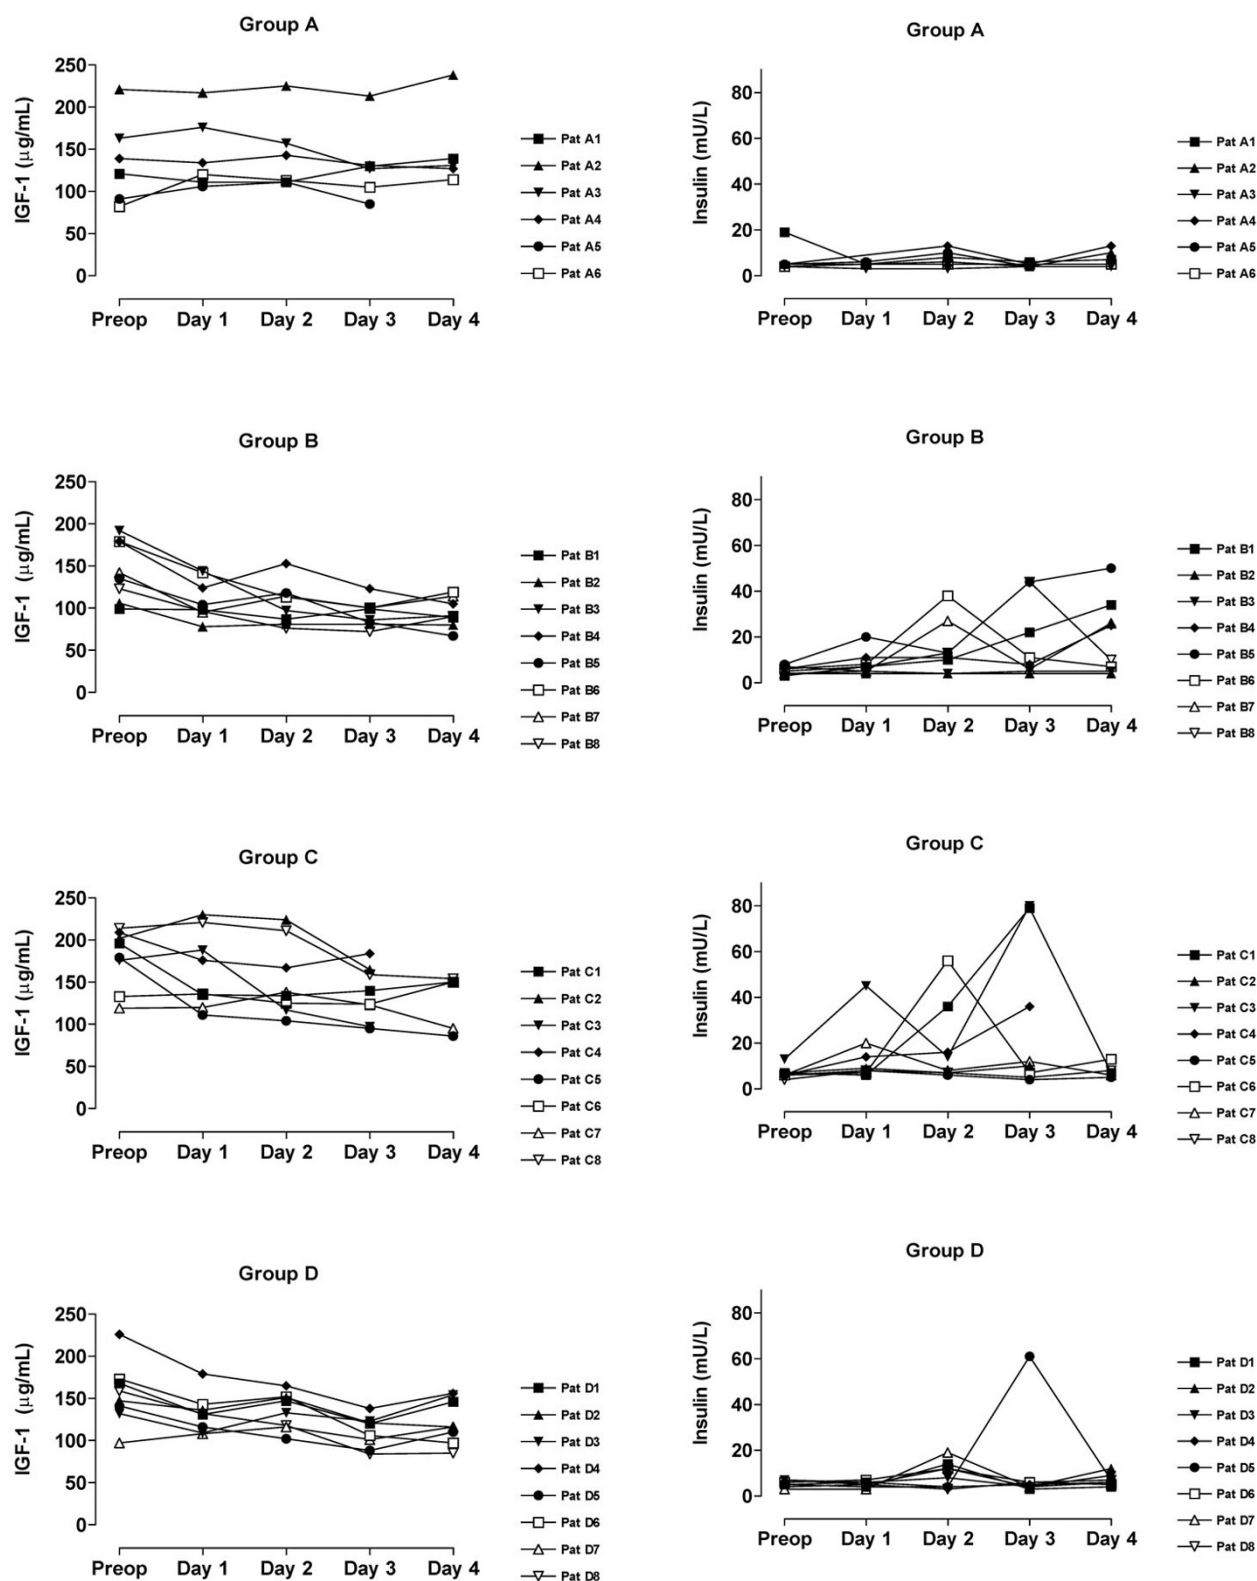 Group A
IGF-1 (µg/mL)
250
200
150
100
50
0
Preop Day 1 Day 2 Day 3 Day 4
Pat A1
Pat A2
Pat A3
Pat A4
Pat A5
Pat A6
Group A
Insulin (mU/L)
80
60
40
20
0
Preop Day 1 Day 2 Day 3 Day 4
Pat A1
Pat A2
Pat A3
Pat A4
Pat A5
Pat A6
Group B
IGF-1 (µg/mL)
250
200
150
100
50
0
Preop Day 1 Day 2 Day 3 Day 4
Pat B1
Pat B2
Pat B3
Pat B4
Pat B5
Pat B6
Pat B7
Pat B8
Group B
Insulin (mU/L)
80
60
40
20
0
Preop Day 1 Day 2 Day 3 Day 4
Pat B1
Pat B2
Pat B3
Pat B4
Pat B5
Pat B6
Pat B7
Pat B8
Group C
IGF-1 (µg/mL)
250
200
150
100
50
0
Preop Day 1 Day 2 Day 3 Day 4
Pat C1
Pat C2
Pat C3
Pat C4
Pat C5
Pat C6
Pat C7
Pat C8
Group C
Insulin (mU/L)
80
60
40
20
0
Preop Day 1 Day 2 Day 3 Day 4
Pat C1
Pat C2
Pat C3
Pat C4
Pat C5
Pat C6
Pat C7
Pat C8
Group D
IGF-1 (µg/mL)
250
200
150
100
50
0
Preop Day 1 Day 2 Day 3 Day 4
Pat D1
Pat D2
Pat D3
Pat D4
Pat D5
Pat D6
Pat D7
Pat D8
Group D
Insulin (mU/L)
80
60
40
20
0
Preop Day 1 Day 2 Day 3 Day 4
Pat D1
Pat D2
Pat D3
Pat D4
Pat D5
Pat D6
Pat D7
Pat D8